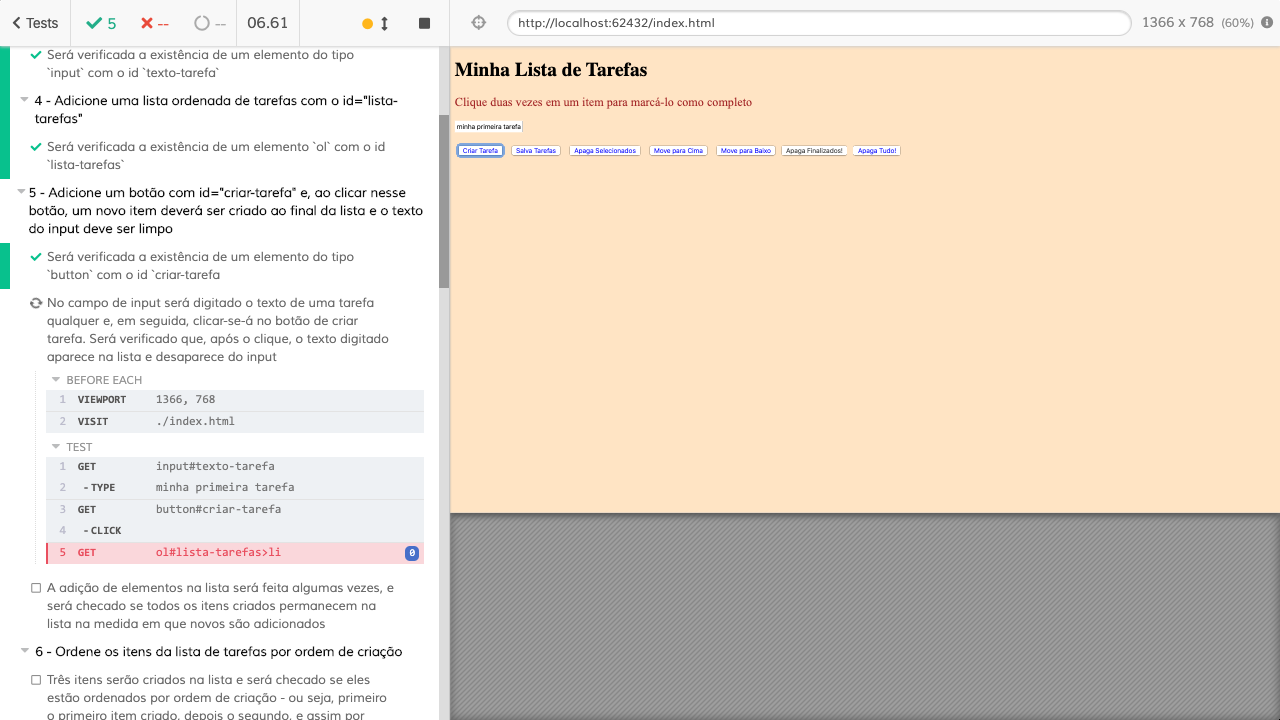 Tests
5
--
--
06.61
http://localhost:62432/index.html
1366 x 768 (60%)
Será verificada a existência de um elemento do tipo
`input` com o id `texto-tarefa`
4 - Adicione uma lista ordenada de tarefas com o id="lista-
tarefas"
Será verificada a existência de um elemento `ol` com o id
`lista-tarefas`
5 - Adicione um botão com id="criar-tarefa" e, ao clicar nesse
botão, um novo item deverá ser criado ao final da lista e o texto
do input deve ser limpo
Será verificada a existência de um elemento do tipo
`button` com o id `criar-tarefa
No campo de input será digitado o texto de uma tarefa
qualquer e, em seguida, clicar-se-á no botão de criar
tarefa. Será verificado que, após o clique, o texto digitado
aparece na lista e desaparece do input
BEFORE EACH
1 VIEWPORT 1366, 768
2 VISIT ./index.html
TEST
1 GET input#texto-tarefa
2 -TYPE minha primeira tarefa
3 GET button#criar-tarefa
4 -CLICK
5 GET ol#lista-tarefas>li 0
A adição de elementos na lista será feita algumas vezes, e
será checado se todos os itens criados permanecem na
lista na medida em que novos são adicionados
6 - Ordene os itens da lista de tarefas por ordem de criação
Três itens serão criados na lista e será checado se eles
estão ordenados por ordem de criação - ou seja, primeiro
o primeiro item criado, depois o segundo, e assim por
Minha Lista de Tarefas
Clique duas vezes em um item para marcá-lo como completo
minha primeira tarefa
Criar Tarefa Salva Tarefas Apaga Selecionados Move para Cima Move para Baixo Apaga Finalizados! Apaga Tudo!